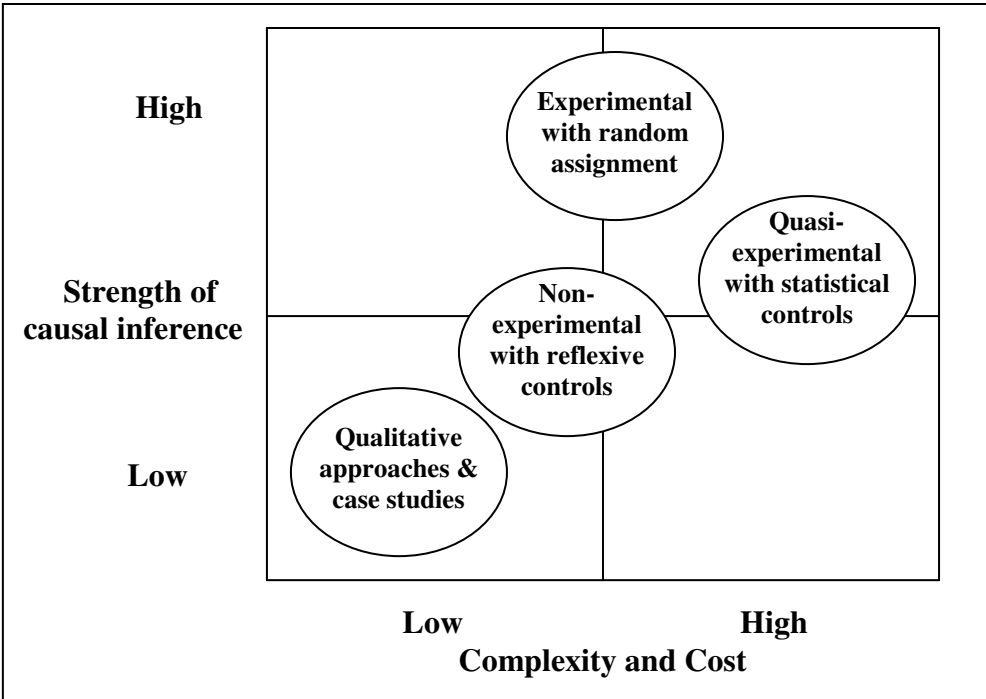 High
Experimental
with random
assignment
Quasi-
experimental
with statistical
controls
Strength of
causal inference
Non-
experimental
with reflexive
controls
Low
Qualitative
approaches &
case studies
Low
High
Complexity and Cost